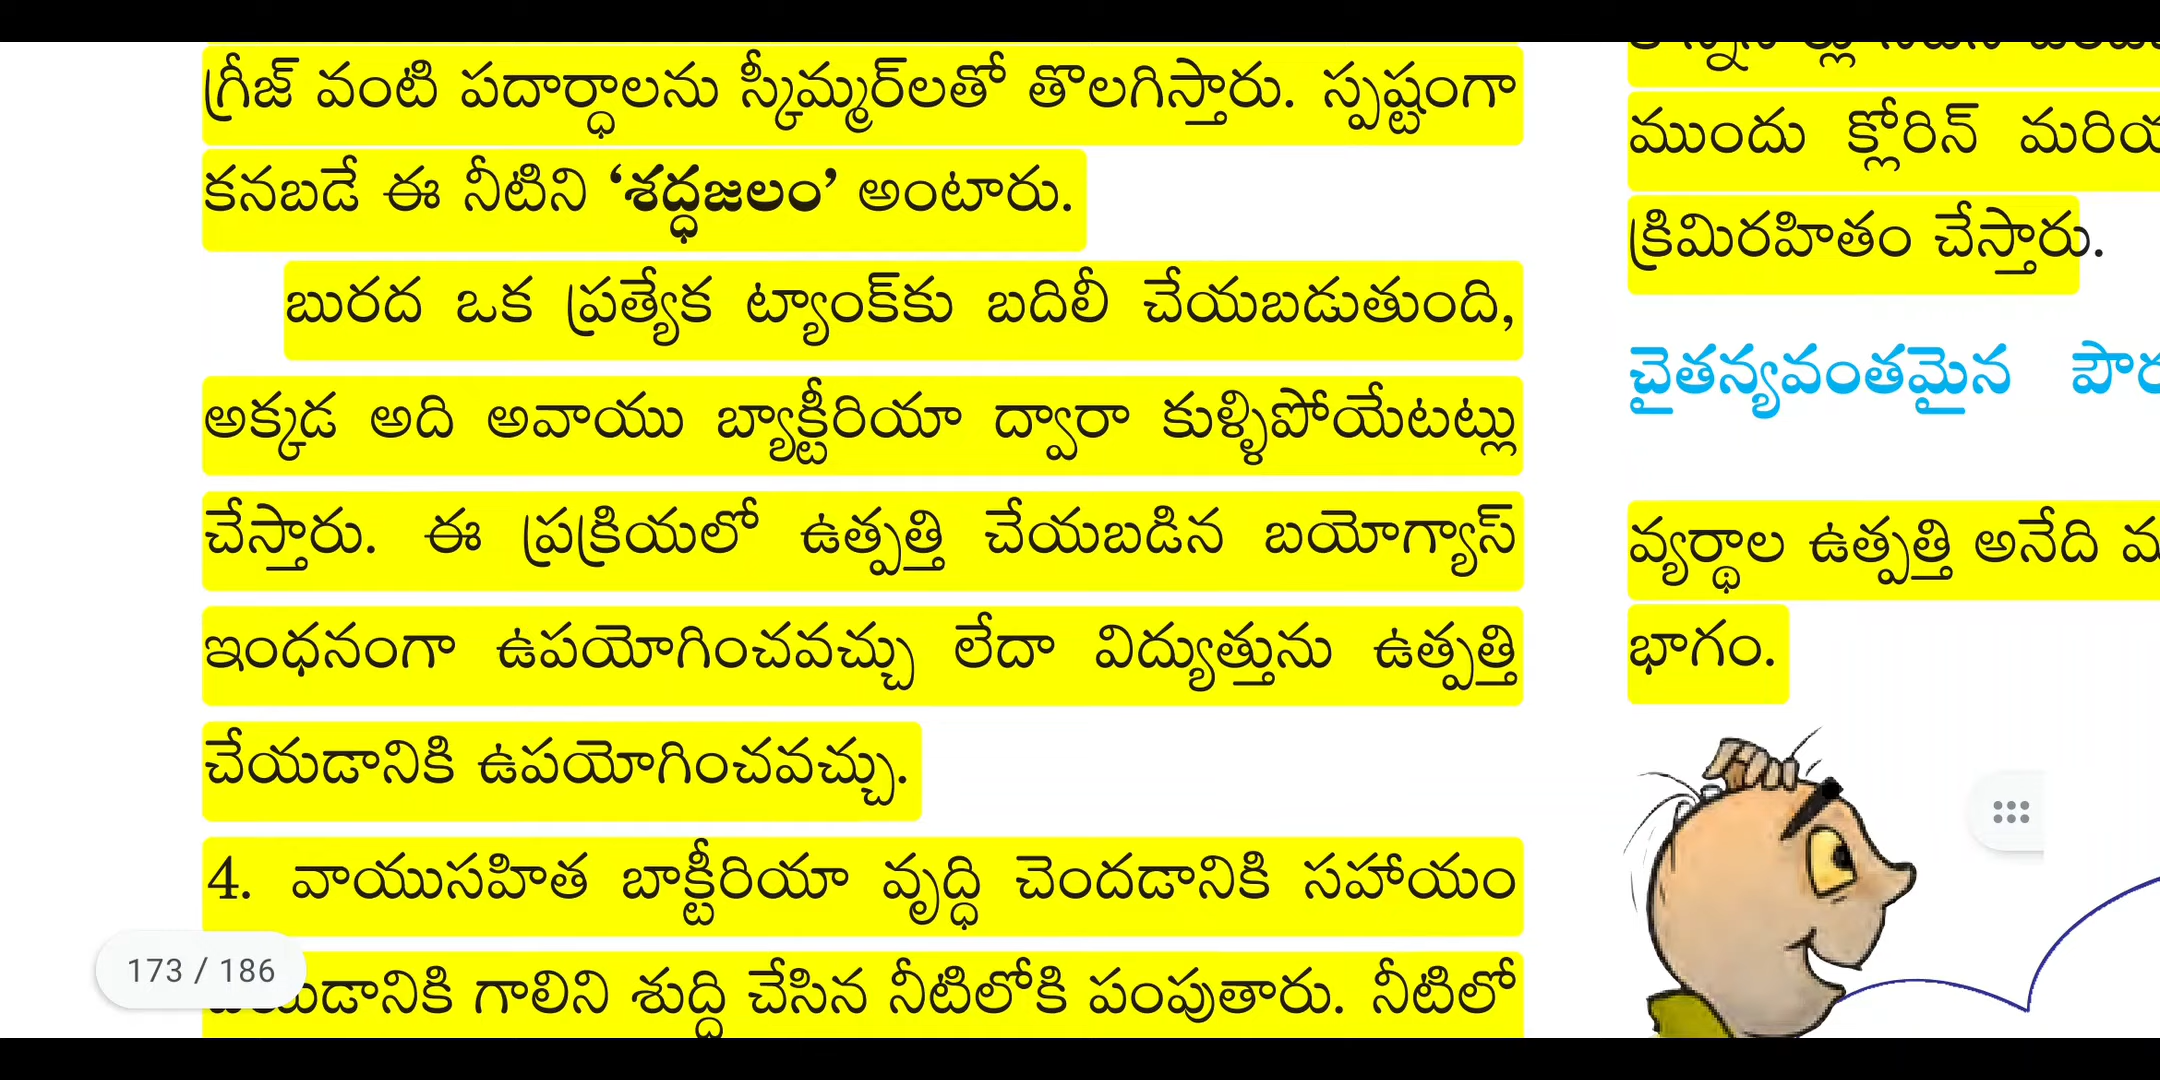 గ్రీజ్ వంటి పదార్ధాలను స్కీమ్మర్‌లతో తొలగిస్తారు. స్పష్టంగా
కనబడే ఈ నీటిని ‘శద్ధజలం’ అంటారు.
బురద ఒక ప్రత్యేక ట్యాంక్‌కు బదిలీ చేయబడుతుంది,
అక్కడ అది అవాయు బ్యాక్టీరియా ద్వారా కుళ్ళిపోయేటట్లు
చేస్తారు. ఈ ప్రక్రియలో ఉత్పత్తి చేయబడిన బయోగ్యాస్
ఇంధనంగా ఉపయోగించవచ్చు లేదా విద్యుత్తును ఉత్పత్తి
చేయడానికి ఉపయోగించవచ్చు.
4. వాయుసహిత బాక్టీరియా వృద్ధి చెందడానికి సహాయం
గాలిని శుద్ధి చేసిన నీటిలోకి పంపుతారు. నీటిలో
173 / 186
ముందు క్లోరిన్
క్రిమిరహితం చేస్తారు.
చైతన్యవంతమైన
వ్యర్థాల ఉత్పత్తి అనేది
భాగం.